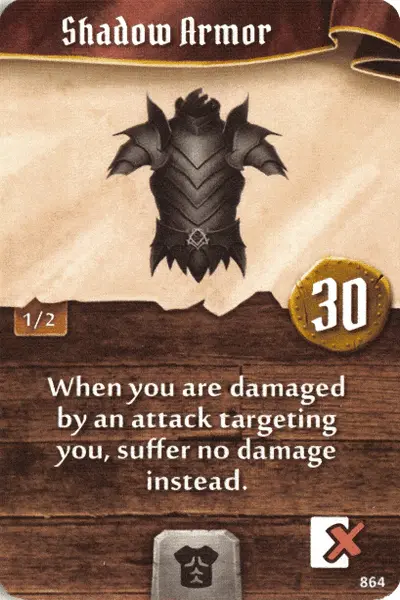 Shadow Armor
1/2
30
When you are damaged
by an attack targeting
you, suffer no damage
instead.
864